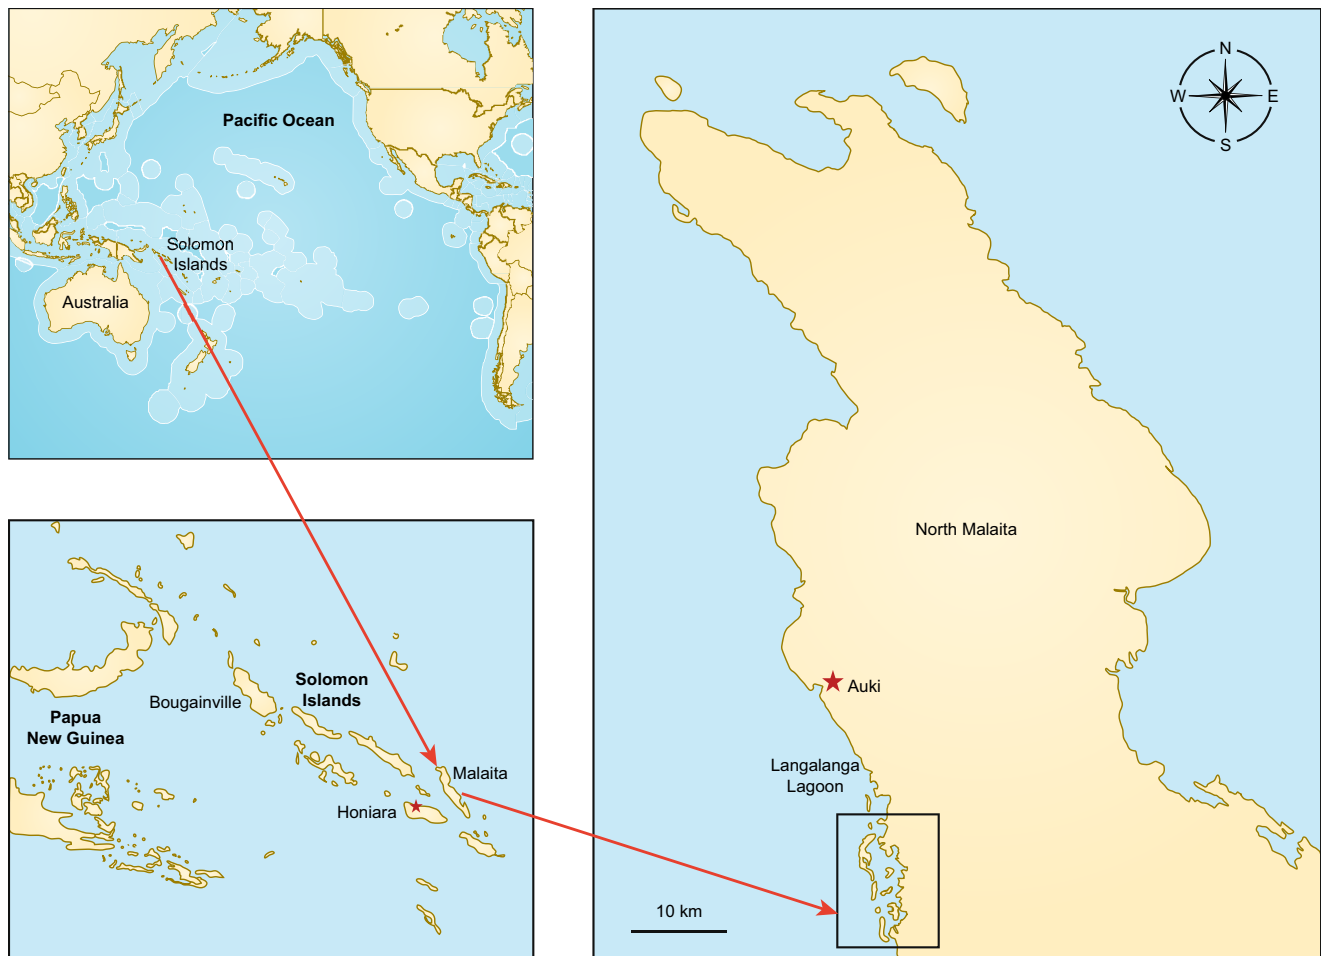 Pacific Ocean
Solomon
Islands
Australia
Solomon
Islands
Bougainville
Papua
New Guinea
Malaita
Honiara
N
W
E
S
North Malaita
Auki
Langalanga
Lagoon
10 km